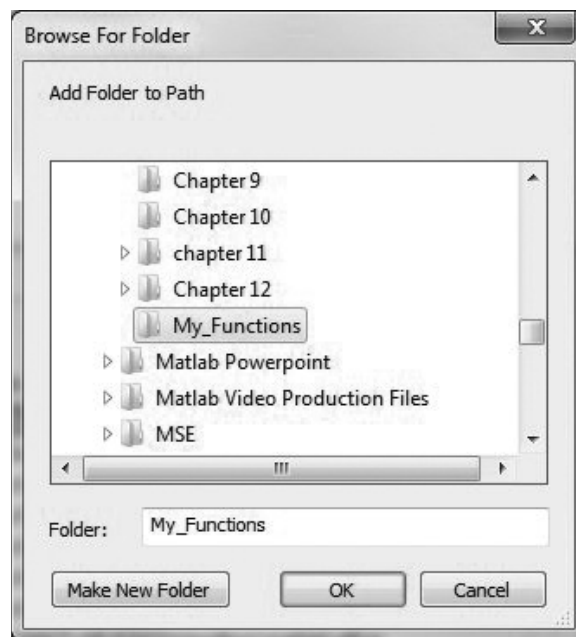 Browse For Folder
Add Folder to Path
Chapter 9
Chapter 10
chapter 11
Chapter 12
My_Functions
Matlab Powerpoint
Matlab Video Production Files
MSE
Folder: My_Functions
Make New Folder OK Cancel